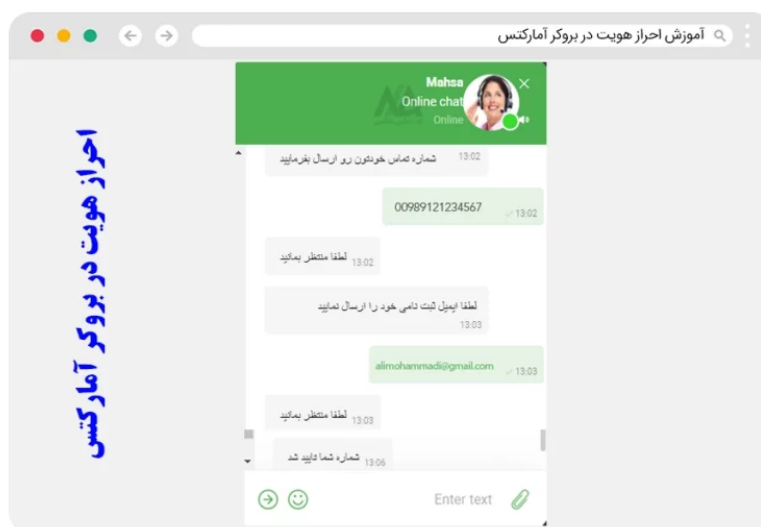 آموزش احراز هویت در بروکر آمارکتس
احراز هویت در بروکر آمارکتس
Mahsa
Online chat
Online
شماره تماس خودتون رو ارسال بفرمایید 13:02
00989121234567 13:02
لطفا منتظر بمانید 13:02
لطفا ایمیل ثبت نامی خود را ارسال نمایید
13:03
alimohammadi@gmail.com 13:03
لطفا منتظر بمانید 13:03
شماره شما تایید شد 13:06
Enter text